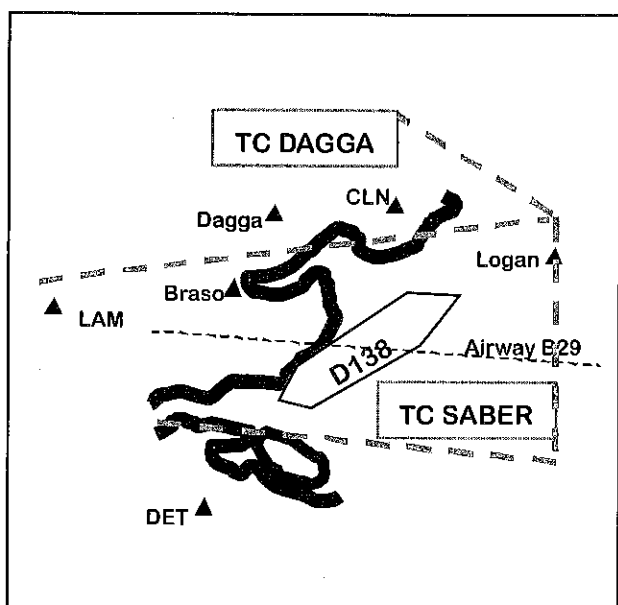 TC DAGGA
CLN
Dagga
Logan
Braso
LAM
Airway B29
D138
TC SABER
DET